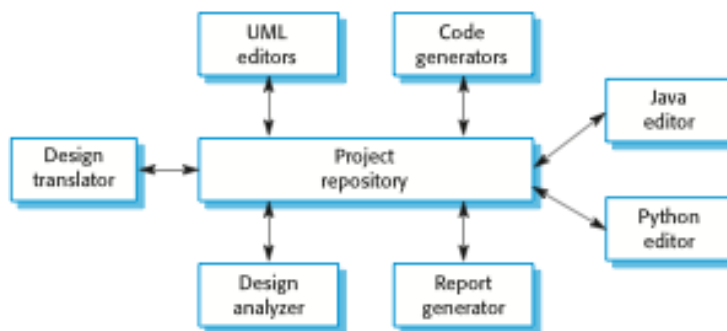 UML
editors
Code
generators
Java
editor
Design
translator
Project
repository
Python
editor
Design
analyzer
Report
generator